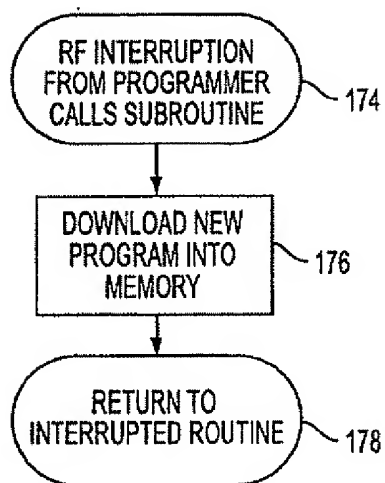 RF INTERRUPTION
FROM PROGRAMMER
CALLS SUBROUTINE
174
DOWNLOAD NEW
PROGRAM INTO
MEMORY
176
RETURN TO
INTERRUPTED ROUTINE
178